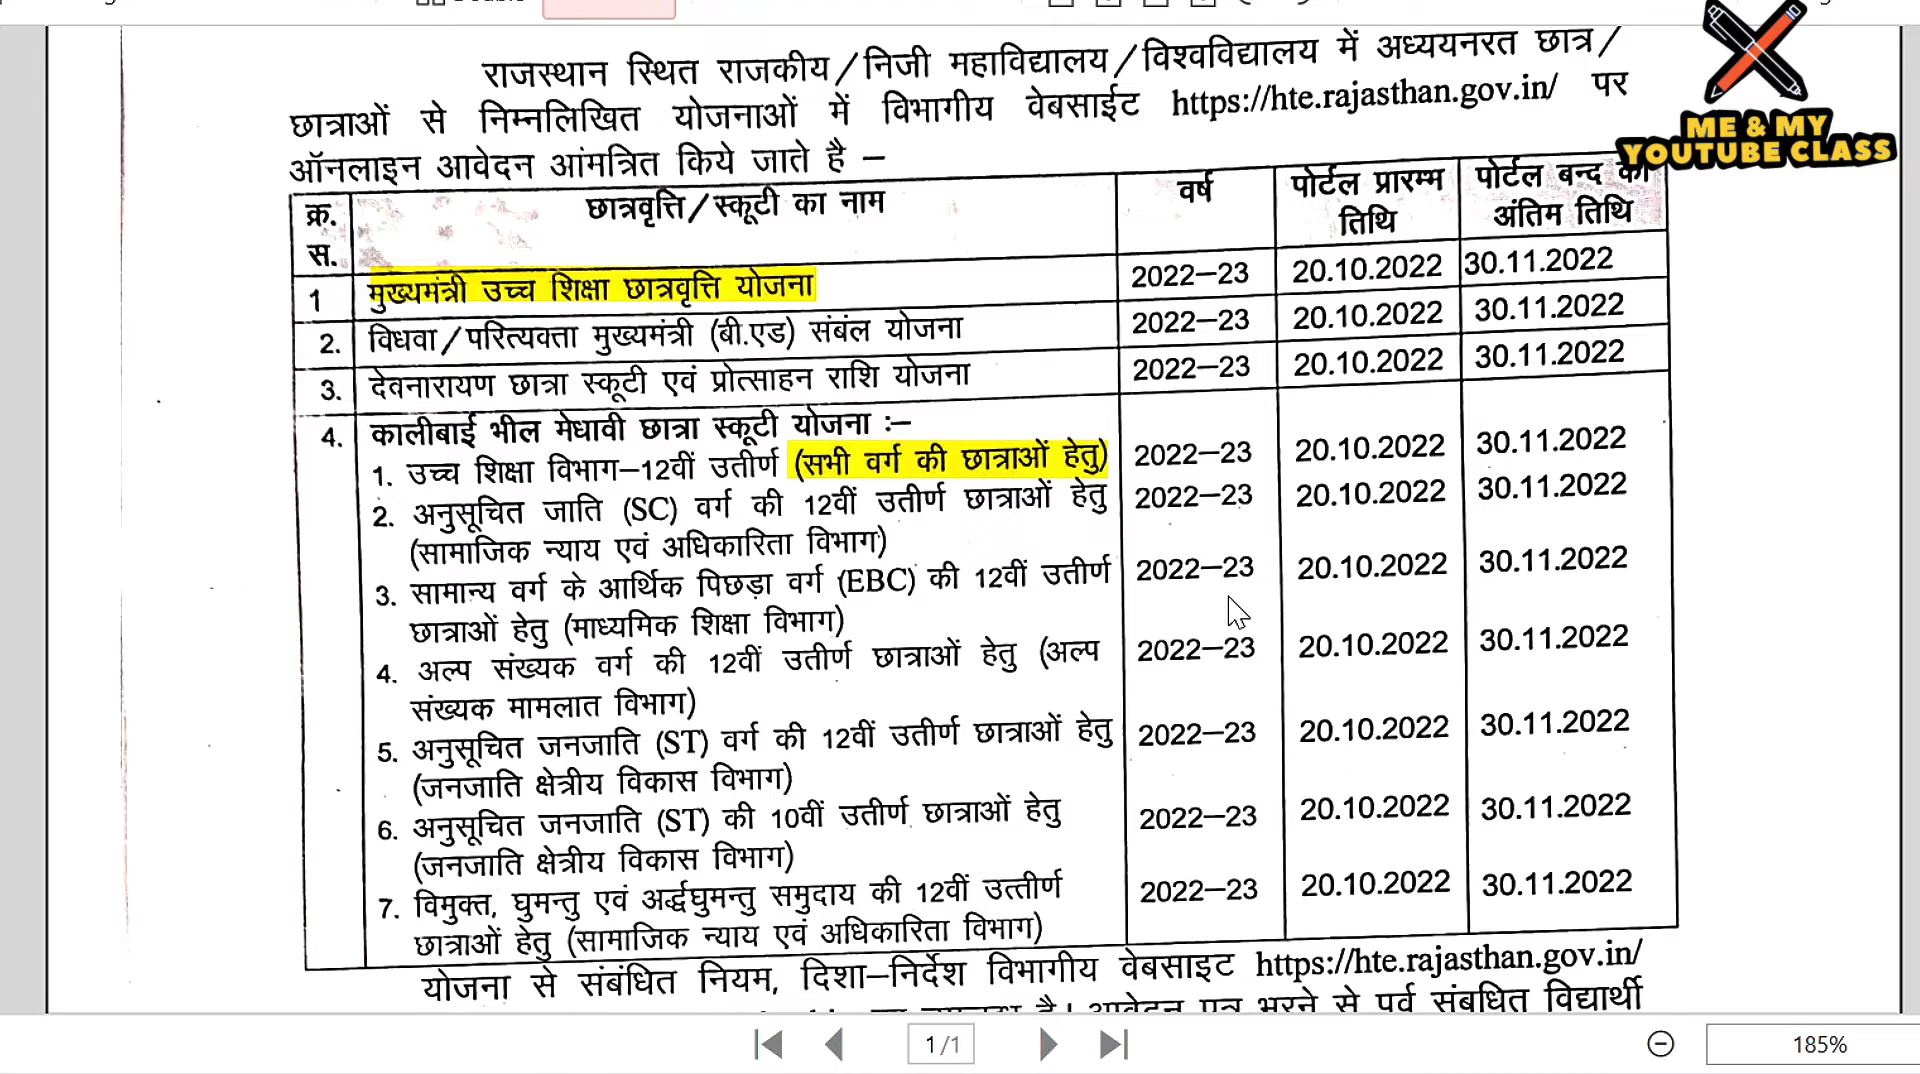 राजस्थान स्थित राजकीय/निजी महाविद्यालय/विश्वविद्यालय में अध्ययनरत छात्र/
छात्राओं से निम्नलिखित योजनाओं में विभागीय वेबसाईट https://hte.rajasthan.gov.in/ पर
ऑनलाइन आवेदन आंमत्रित किये जाते है –
ME & MY
YOUTUBE CLASS
क्र. स. छात्रवृत्ति/स्कूटी का नाम वर्ष पोर्टल प्रारम्भ तिथि पोर्टल बन्द की अंतिम तिथि
1 मुख्यमंत्री उच्च शिक्षा छात्रवृत्ति योजना 2022–23 20.10.2022 30.11.2022
2. विधवा/परित्यक्ता मुख्यमंत्री (बी.एड) संबंल योजना 2022–23 20.10.2022 30.11.2022
3. देवनारायण छात्रा स्कूटी एवं प्रोत्साहन राशि योजना 2022–23 20.10.2022 30.11.2022
4. कालीबाई भील मेधावी छात्रा स्कूटी योजना :–
1. उच्च शिक्षा विभाग–12वीं उतीर्ण (सभी वर्ग की छात्राओं हेतु) 2022–23 20.10.2022 30.11.2022
2. अनुसूचित जाति (SC) वर्ग की 12वीं उतीर्ण छात्राओं हेतु 2022–23 20.10.2022 30.11.2022
(सामाजिक न्याय एवं अधिकारिता विभाग)
3. सामान्य वर्ग के आर्थिक पिछड़ा वर्ग (EBC) की 12वीं उतीर्ण 2022–23 20.10.2022 30.11.2022
छात्राओं हेतु (माध्यमिक शिक्षा विभाग)
4. अल्प संख्यक वर्ग की 12वीं उतीर्ण छात्राओं हेतु (अल्प 2022–23 20.10.2022 30.11.2022
संख्यक मामलात विभाग)
5. अनुसूचित जनजाति (ST) वर्ग की 12वीं उतीर्ण छात्राओं हेतु 2022–23 20.10.2022 30.11.2022
(जनजाति क्षेत्रीय विकास विभाग)
6. अनुसूचित जनजाति (ST) की 10वीं उतीर्ण छात्राओं हेतु 2022–23 20.10.2022 30.11.2022
(जनजाति क्षेत्रीय विकास विभाग)
7. विमुक्त, घुमन्तु एवं अर्द्धघुमन्तु समुदाय की 12वीं उत्तीर्ण 2022–23 20.10.2022 30.11.2022
छात्राओं हेतु (सामाजिक न्याय एवं अधिकारिता विभाग)
योजना से संबंधित नियम, दिशा–निर्देश विभागीय वेबसाइट https://hte.rajasthan.gov.in/
है। आवेदन पत्र भरने से पूर्व संबधित विद्यार्थी
1/1
185%